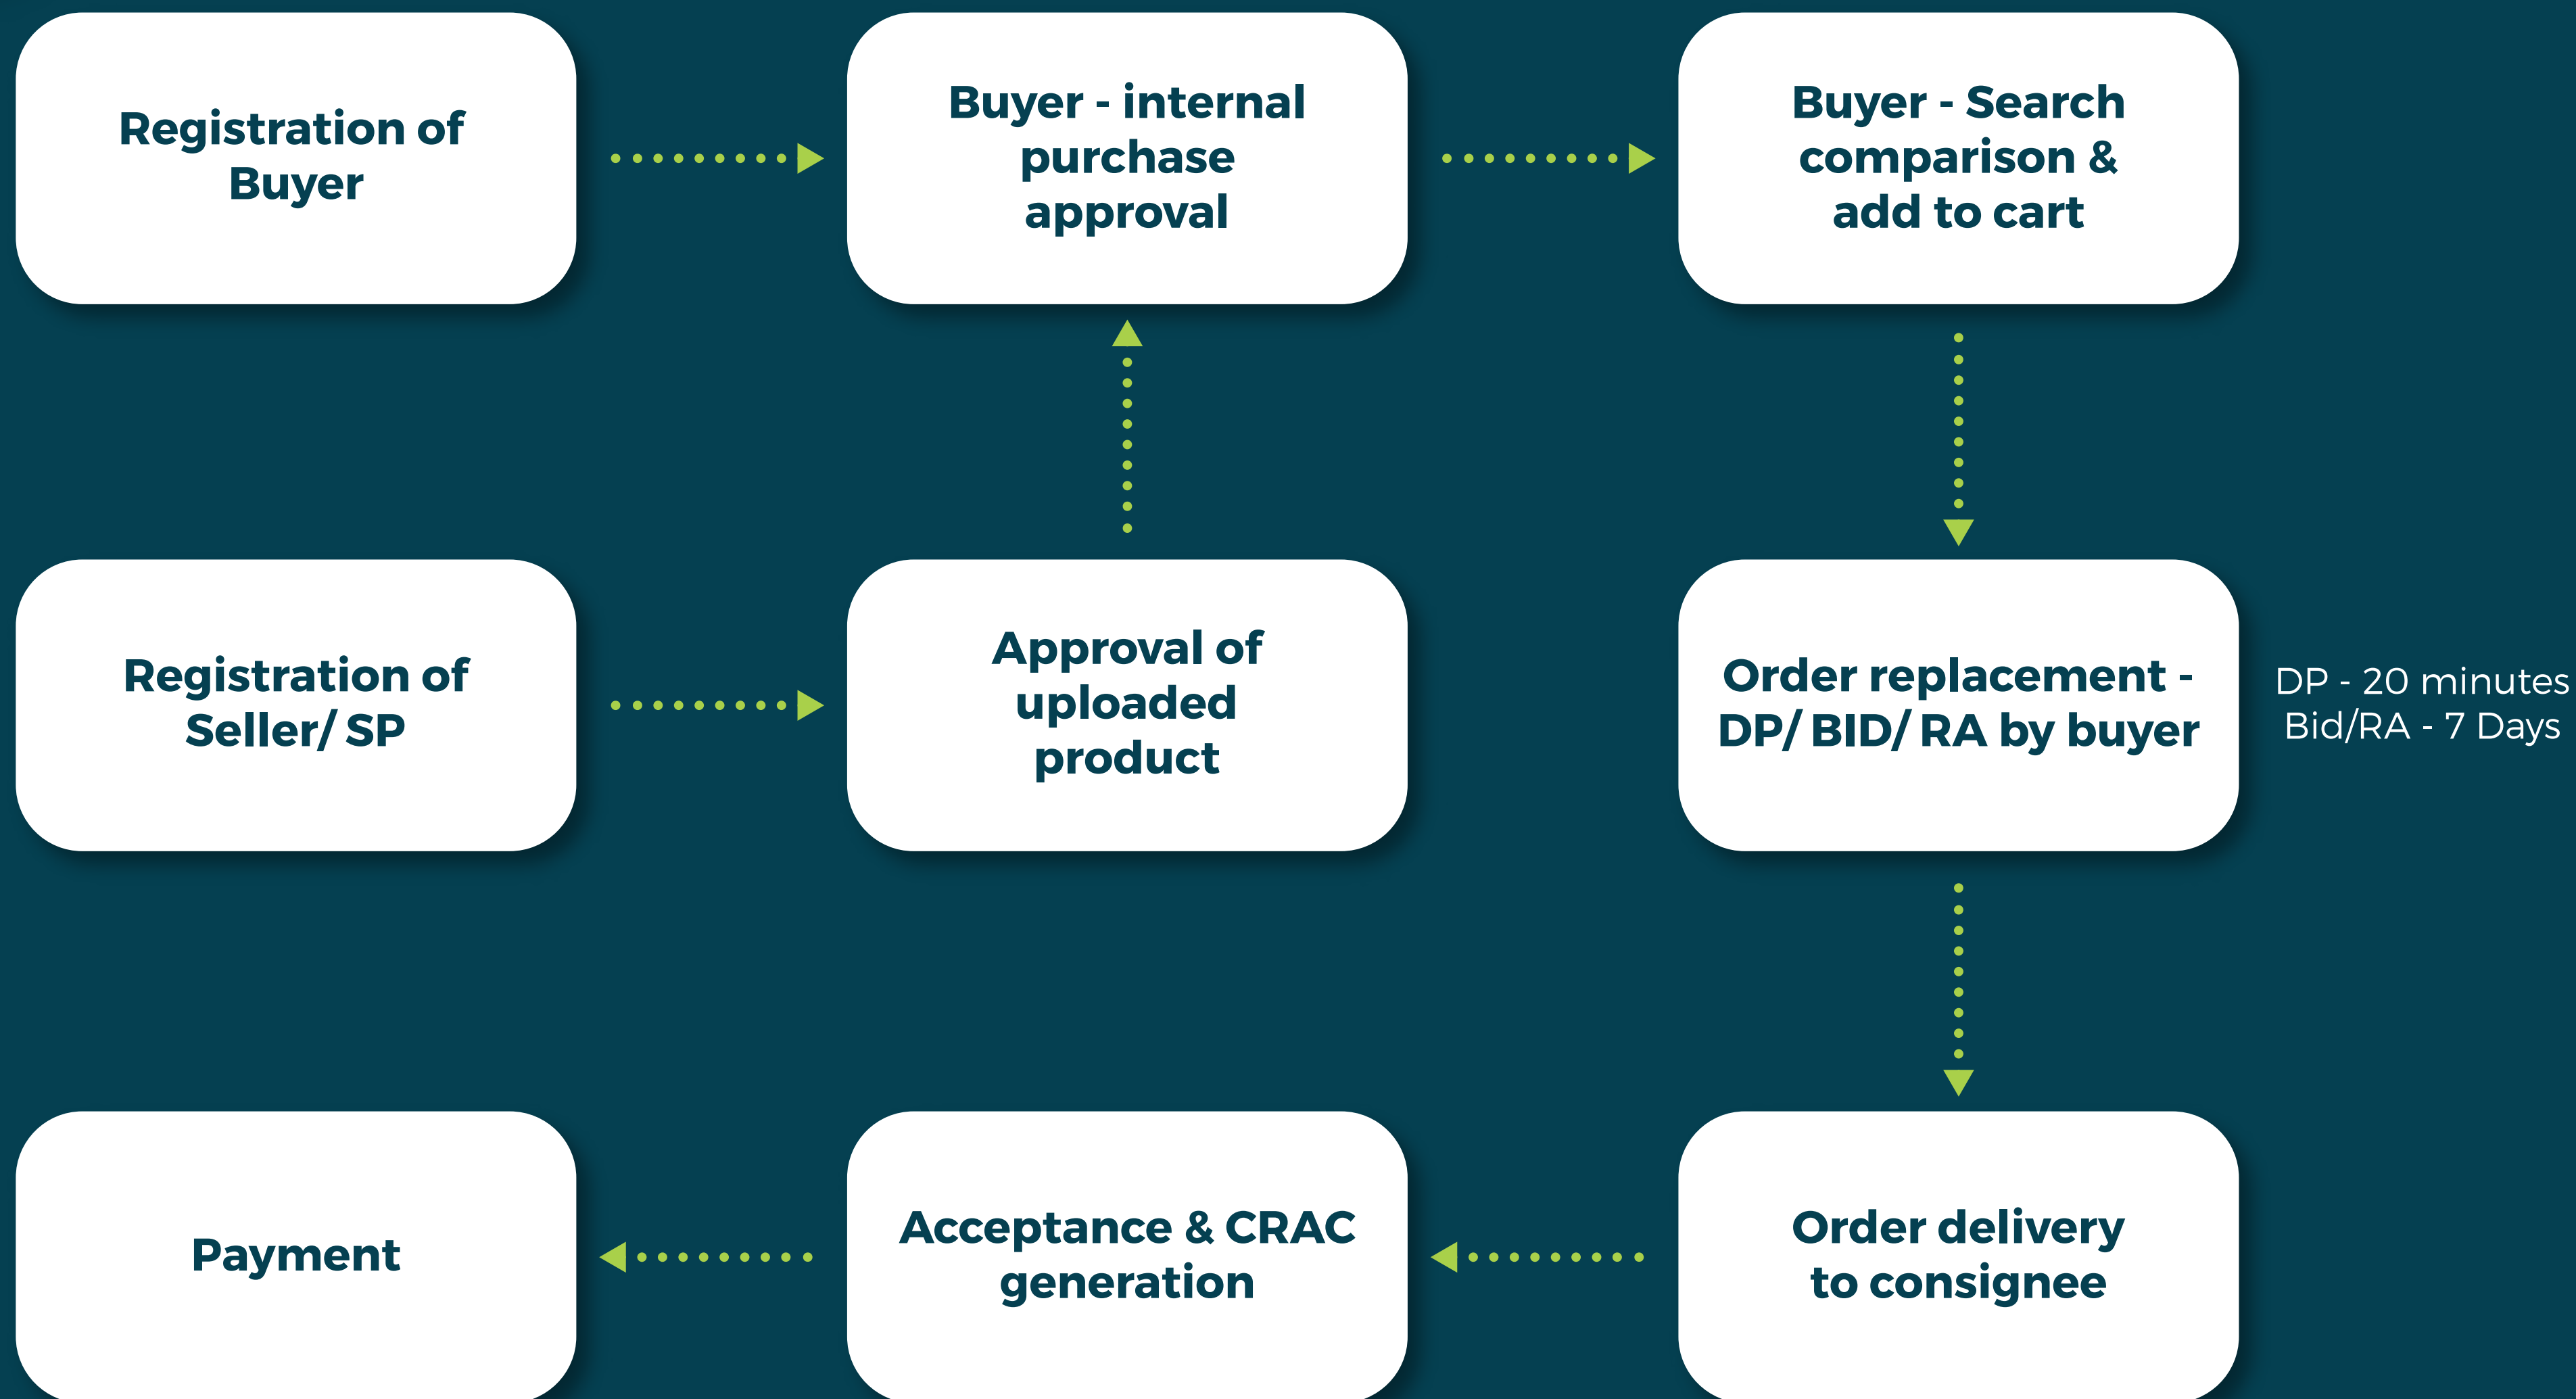 Registration of
Buyer
Buyer - internal
purchase
approval
Buyer - Search
comparison &
add to cart
Registration of
Seller/ SP
Approval of
uploaded
product
Order replacement -
DP/ BID/ RA by buyer
DP - 20 minutes
Bid/RA - 7 Days
Payment
Acceptance & CRAC
generation
Order delivery
to consignee